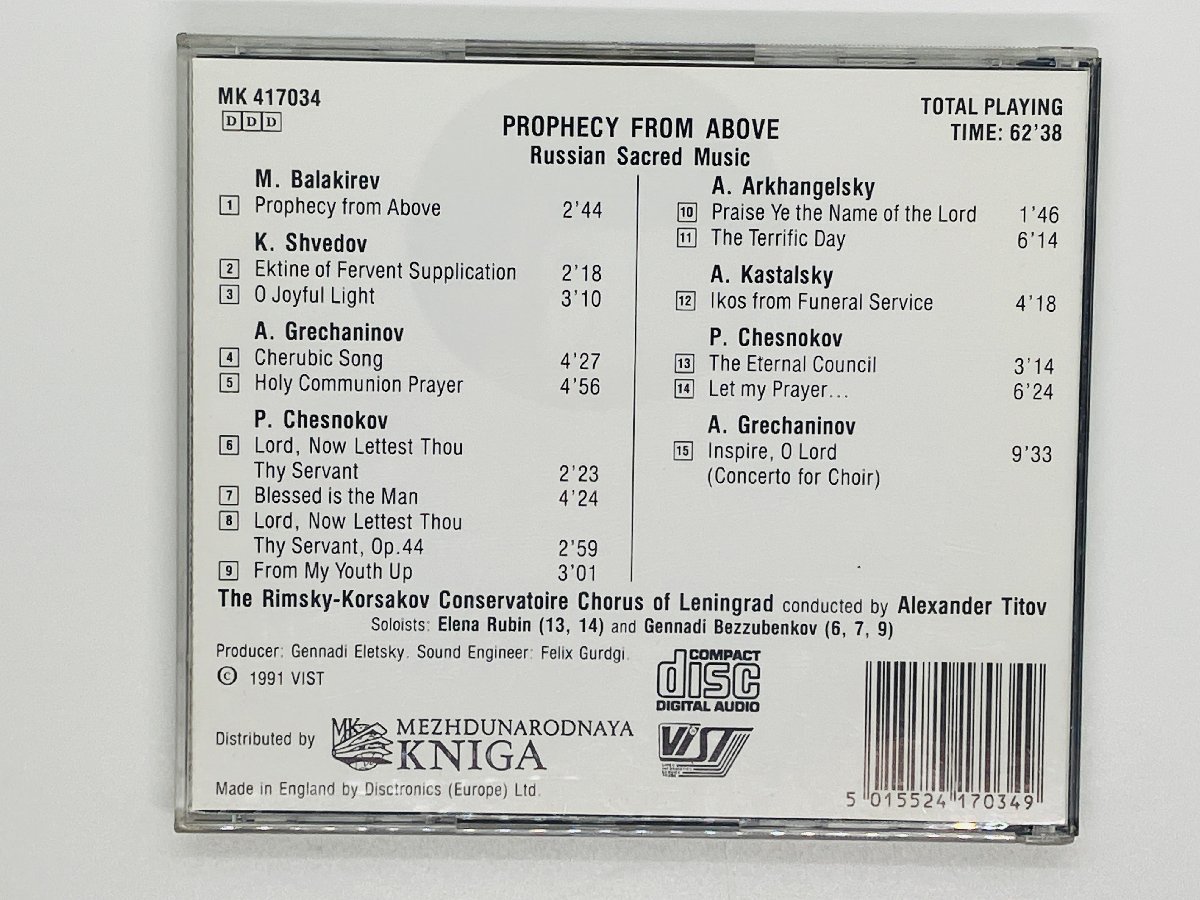 MK 417034
D D D
TOTAL PLAYING
TIME: 62'38
PROPHECY FROM ABOVE
Russian Sacred Music
M. Balakirev
1 Prophecy from Above 2'44
K. Shvedov
2 Ektine of Fervent Supplication 2'18
3 O Joyful Light 3'10
A. Grechaninov
4 Cherubic Song 4'27
5 Holy Communion Prayer 4'56
P. Chesnokov
6 Lord, Now Lettest Thou
Thy Servant 2'23
7 Blessed is the Man 4'24
8 Lord, Now Lettest Thou
Thy Servant, Op.44 2'59
9 From My Youth Up 3'01
A. Arkhangelsky
10 Praise Ye the Name of the Lord 1'46
11 The Terrific Day 6'14
A. Kastalsky
12 Ikos from Funeral Service 4'18
P. Chesnokov
13 The Eternal Council 3'14
14 Let my Prayer... 6'24
A. Grechaninov
15 Inspire, O Lord 9'33
(Concerto for Choir)
The Rimsky-Korsakov Conservatoire Chorus of Leningrad conducted by Alexander Titov
Soloists: Elena Rubin (13, 14) and Gennadi Bezzubenkov (6, 7, 9)
Producer: Gennadi Eletsky. Sound Engineer: Felix Gurdgi.
© 1991 VIST
COMPACT
disc
DIGITAL AUDIO
Distributed by MK MEZHDUNARODNAYA
KNIGA
VIST
Made in England by Disctronics (Europe) Ltd.
5 015524 170349